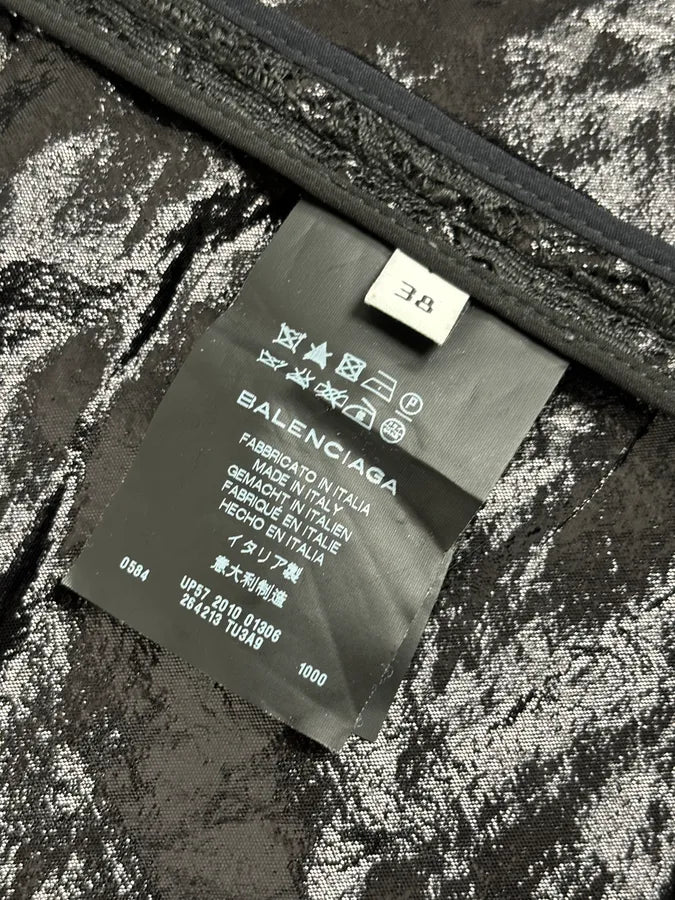 38
BALENCIAGA
FABBRICATO IN ITALIA
MADE IN ITALY
GEMACHT IN ITALIEN
FABRIQUÉ EN ITALIE
HECHO EN ITALIA
イタリア製
意大利制造
0584
UP57 2010 01306
264213 TU3A9
1000